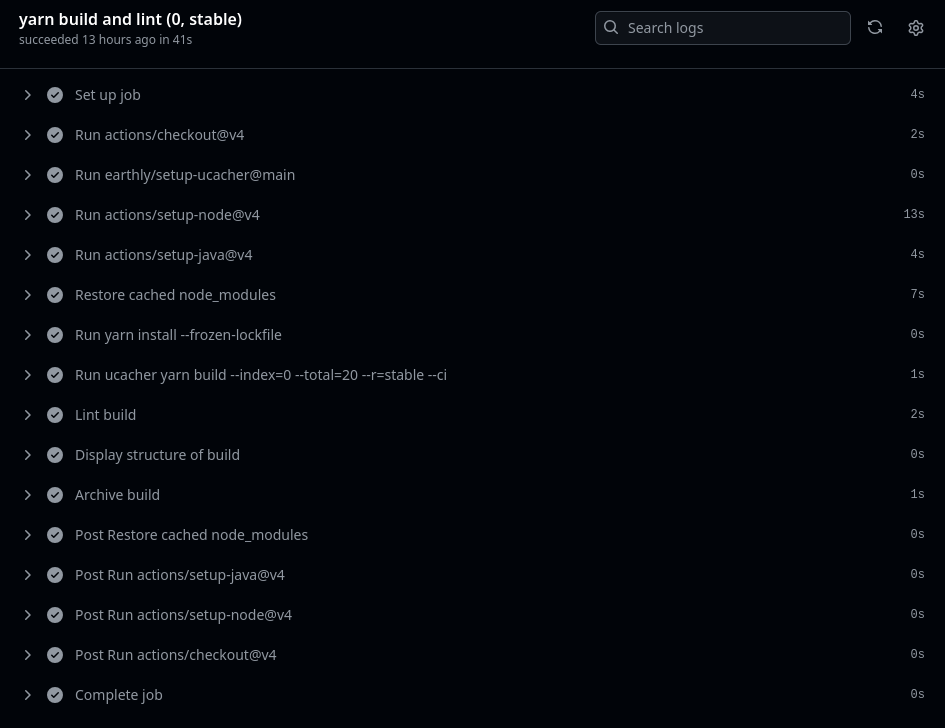 yarn build and lint (0, stable)
succeeded 13 hours ago in 41s
Search logs
Set up job 4s
Run actions/checkout@v4 2s
Run earthly/setup-ucacher@main 0s
Run actions/setup-node@v4 13s
Run actions/setup-java@v4 4s
Restore cached node_modules 7s
Run yarn install --frozen-lockfile 0s
Run ucacher yarn build --index=0 --total=20 --r=stable --ci 1s
Lint build 2s
Display structure of build 0s
Archive build 1s
Post Restore cached node_modules 0s
Post Run actions/setup-java@v4 0s
Post Run actions/setup-node@v4 0s
Post Run actions/checkout@v4 0s
Complete job 0s